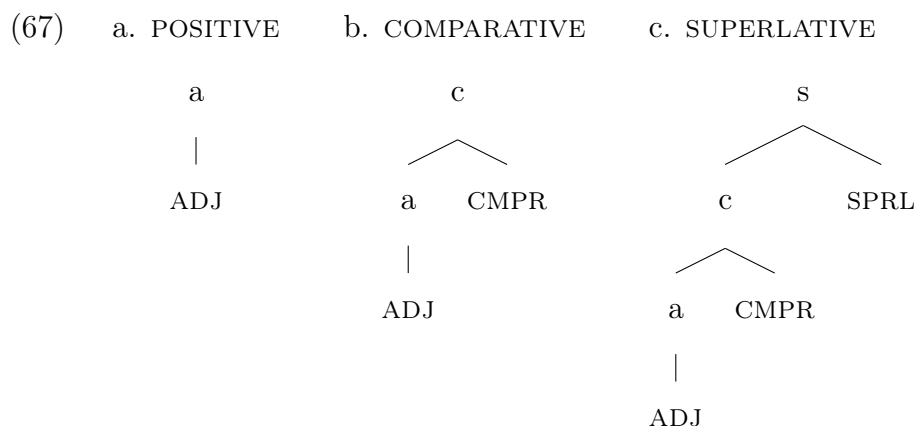 (67) a. POSITIVE b. COMPARATIVE c. SUPERLATIVE
a c s
ADJ a CMPR c SPRL
ADJ a CMPR
ADJ